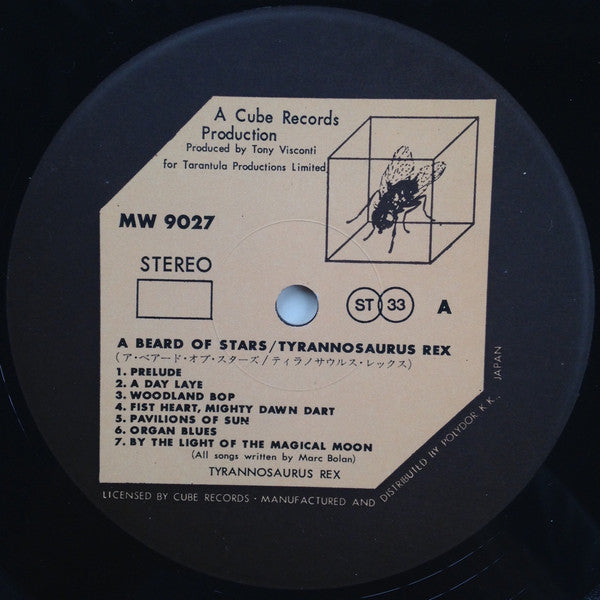 A Cube Records
Production
Produced by Tony Visconti
for Tarantula Productions Limited
MW 9027
STEREO
ST 33
A
A BEARD OF STARS/TYRANNOSAURUS REX
(ア・ベアード・オブ・スターズ/ティラノサウルス・レックス)
1. PRELUDE
2. A DAY LAYE
3. WOODLAND BOP
4. FIST HEART, MIGHTY DAWN DART
5. PAVILIONS OF SUN
6. ORGAN BLUES
7. BY THE LIGHT OF THE MAGICAL MOON
(All songs written by Marc Bolan)
TYRANNOSAURUS REX
LICENSED BY CUBE RECORDS · MANUFACTURED AND DISTRIBUTED BY POLYDOR K.K., JAPAN